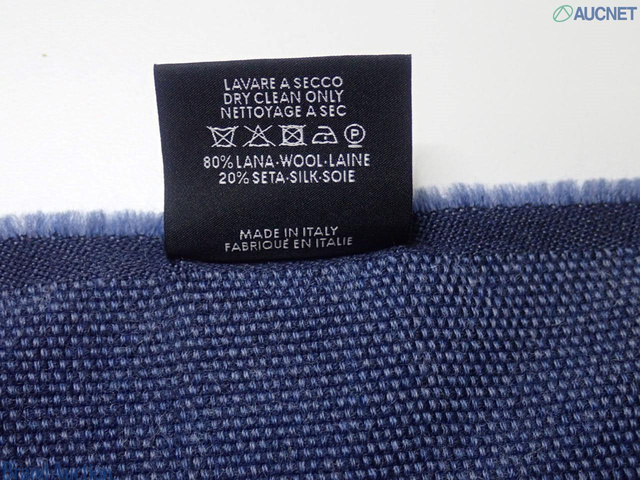 AUCNET
LAVARE A SECCO
DRY CLEAN ONLY
NETTOYAGE A SEC
P
80% LANA·WOOL·LAINE
20% SETA·SILK·SOIE
MADE IN ITALY
FABRIQUÉ EN ITALIE